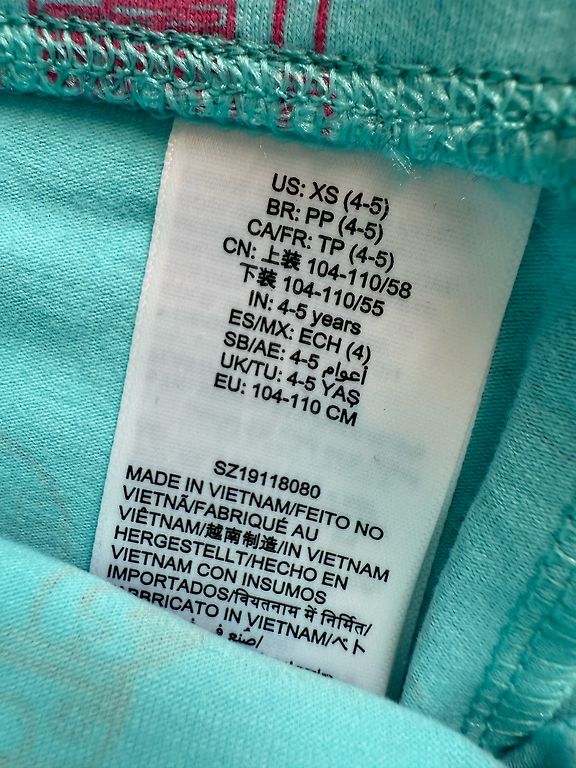 US: XS (4-5)
BR: PP (4-5)
CA/FR: TP (4-5)
CN: 上装 104-110/58
下装 104-110/55
IN: 4-5 years
ES/MX: ECH (4)
SB/AE: 4-5 أعوام
UK/TU: 4-5 YAŞ
EU: 104-110 CM
SZ19118080
MADE IN VIETNAM/FEITO NO
VIETNÃ/FABRIQUÉ AU
VIÊTNAM/越南制造/IN VIETNAM
HERGESTELLT/HECHO EN
VIETNAM CON INSUMOS
IMPORTADOS/वियतनाम में निर्मित/
FABBRICATO IN VIETNAM/ベト